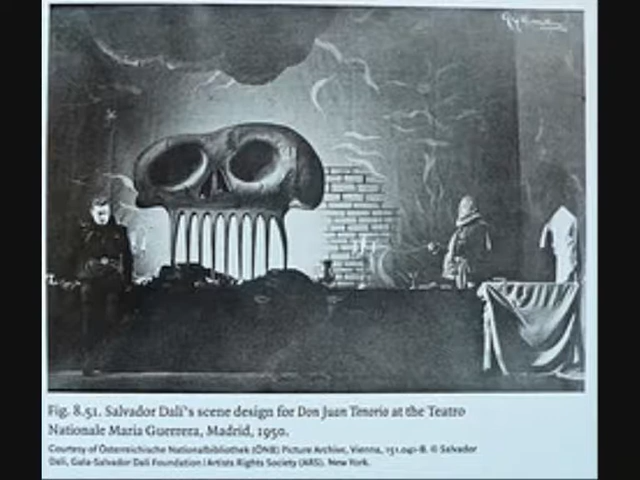 Fig. 8.51. Salvador Dalí's scene design for Don Juan Tenorio at the Teatro
Nationale Maria Guerrera, Madrid, 1950.
Courtesy of Österreichische Nationalbibliothek (ÖNB) Picture Archive, Vienna, 151.041-B. © Salvador
Dalí, Gala-Salvador Dalí Foundation / Artists Rights Society (ARS), New York.